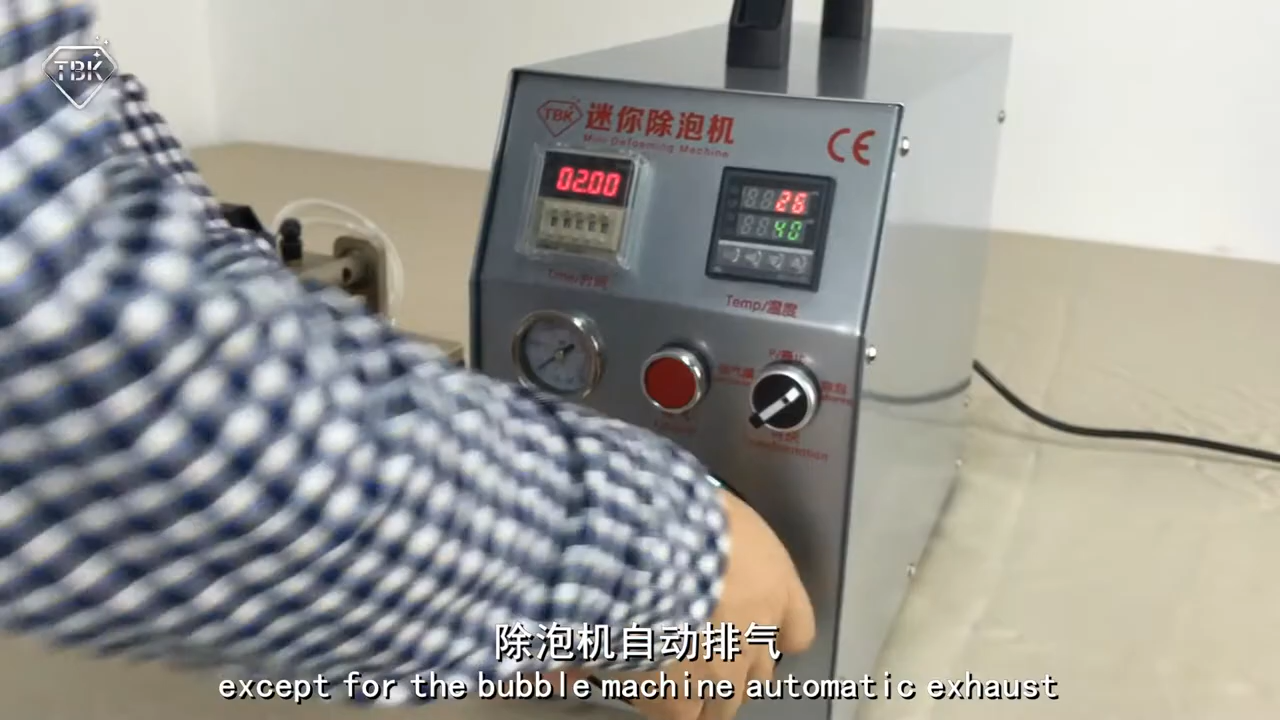 TBK
TBK 迷你除泡机
Mini Defoaming Machine
CE
02.00
26
40
Time/时间
Temp/温度
除泡机自动排气
except for the bubble machine automatic exhaust